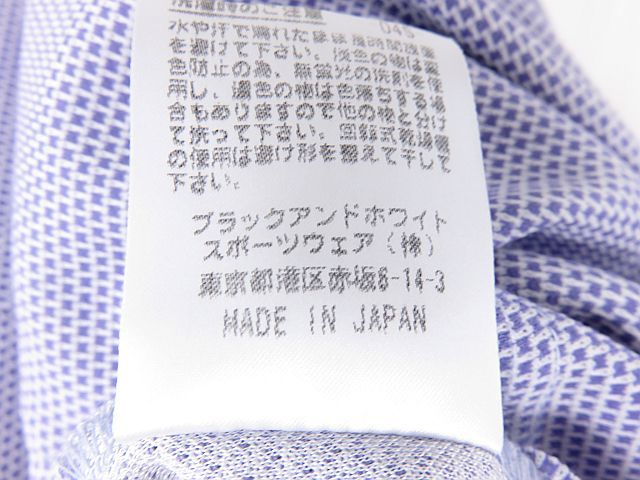 洗濯時のご注意 04S
水や汗で濡れたまま長時間放置
を避けて下さい。淡色の物は変
色防止の為、無蛍光の洗剤を使
用し、濃色の物は色落ちする場
合もありますので他の物と分け
て洗って下さい。回転式乾燥機
の使用は避け形を整えて干して
下さい。
ブラックアンドホワイト
スポーツウェア(株)
東京都港区赤坂8-14-3
MADE IN JAPAN